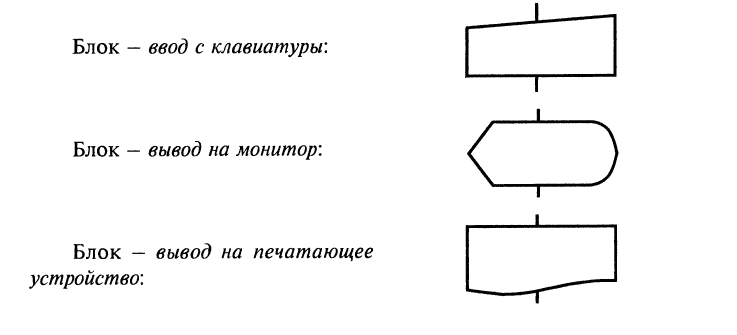 Блок – ввод с клавиатуры:
Блок – вывод на монитор:
Блок – вывод на печатающее
устройство: